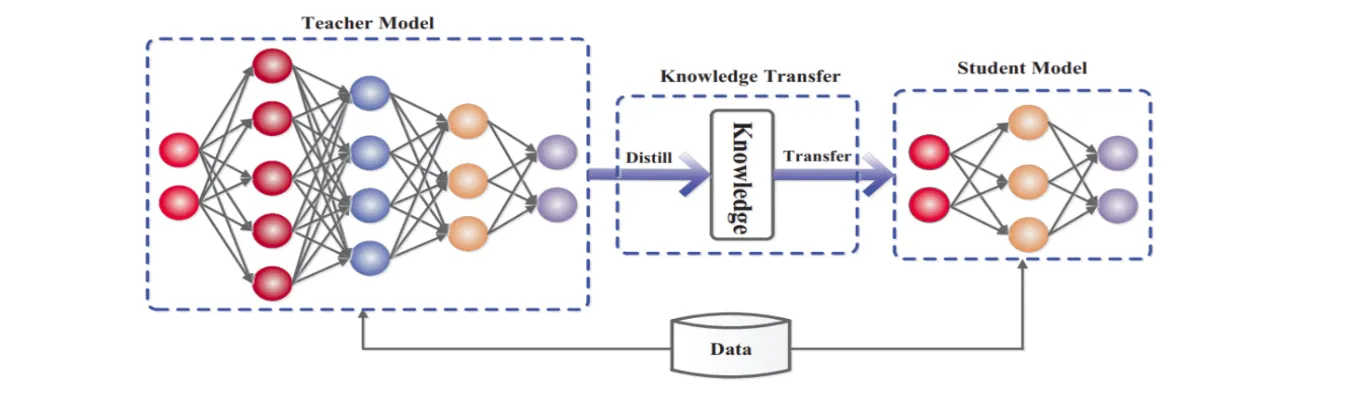 Teacher Model
Knowledge Transfer
Student Model
Distill
Knowledge
Transfer
Data